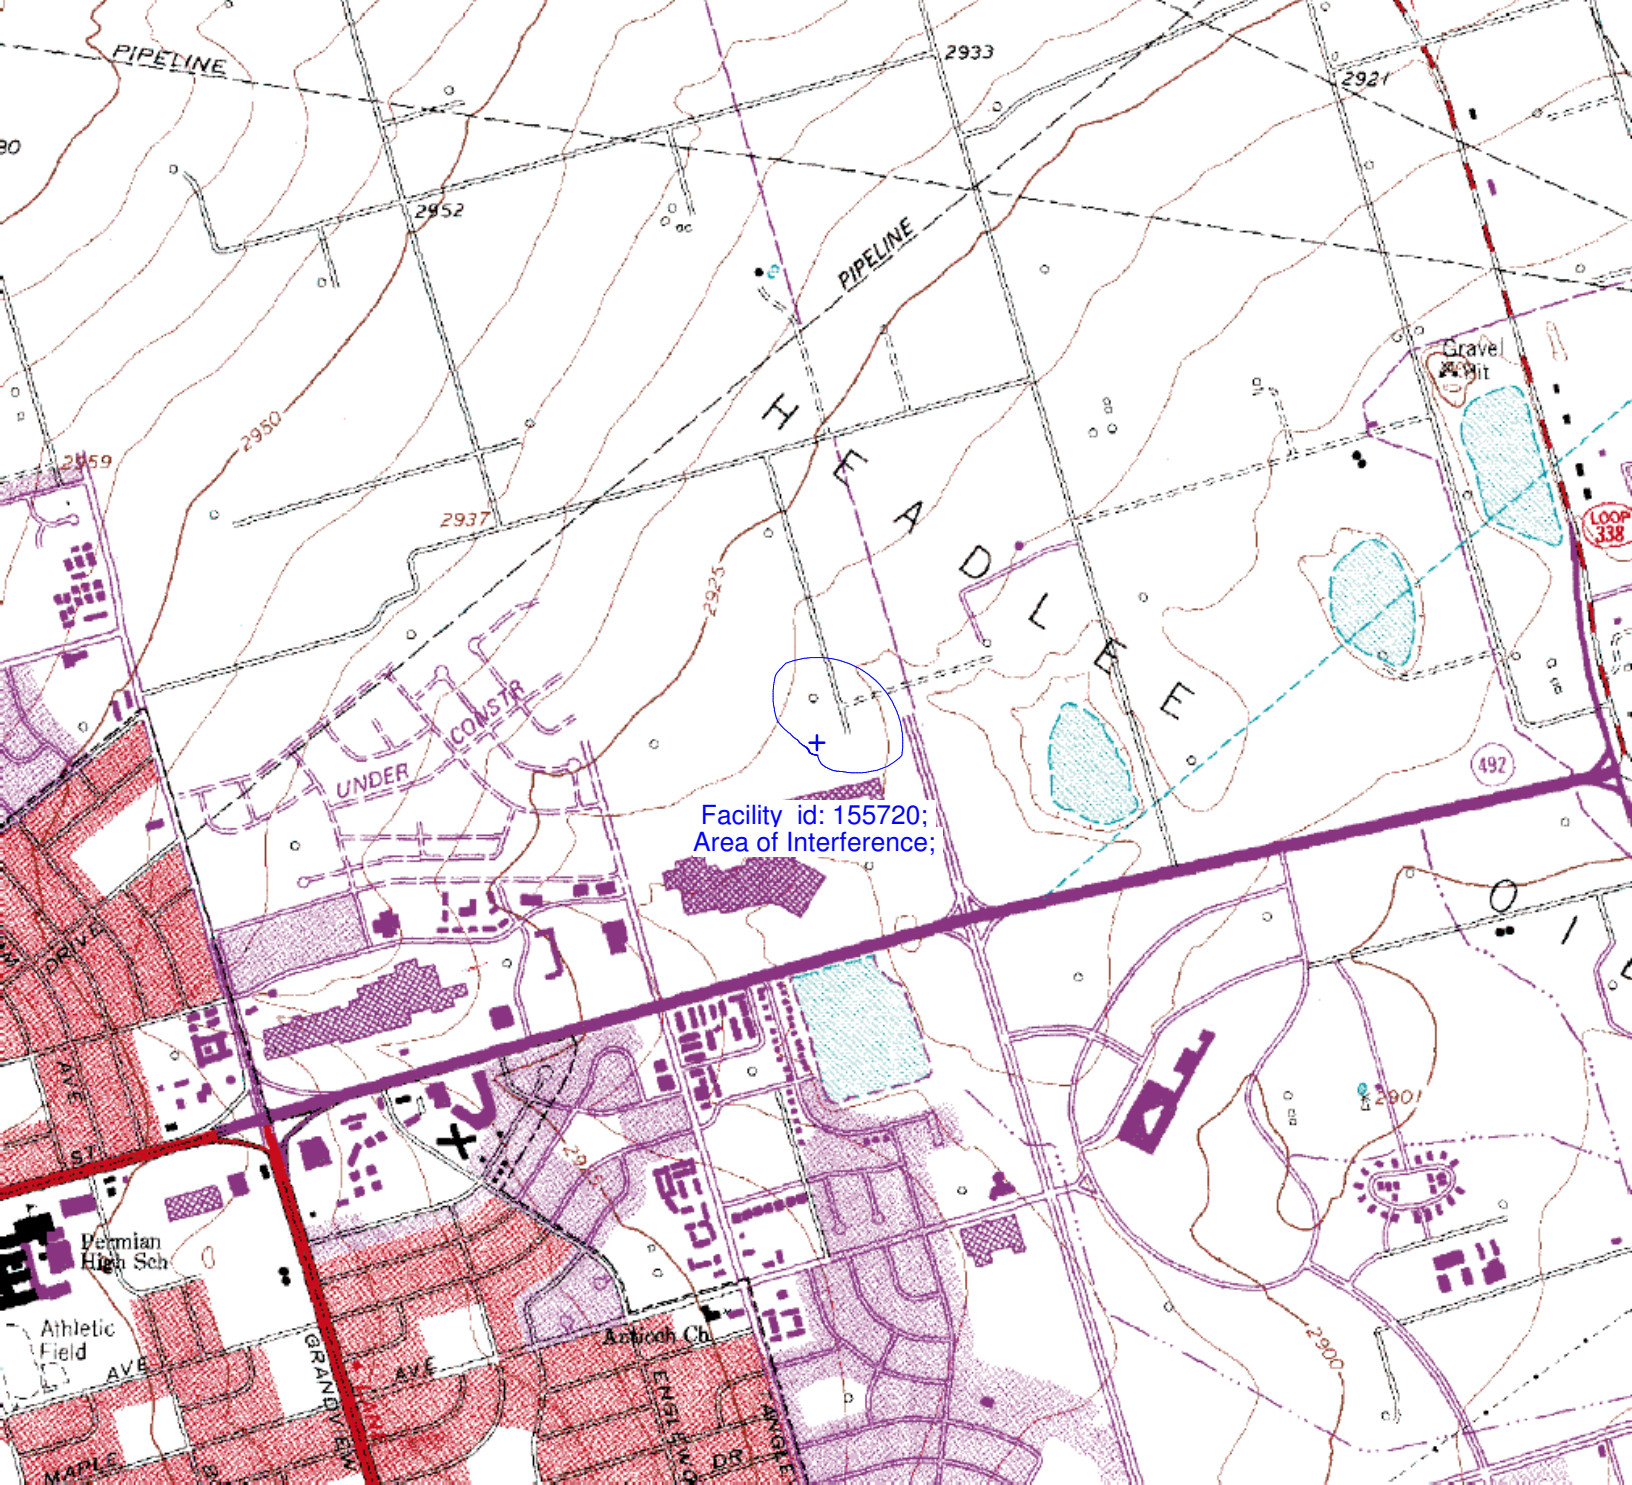 PIPELINE
2933
2921
80
2952
PIPELINE
Gravel
Pit
2950
2959
2937
HEADLEE
LOOP
338
2925
UNDER CONSTR
492
Facility id: 155720;
Area of Interference;
O I
DRIVE
AVE
2901
ST
Permian
High Sch
Athletic
Field
2900
AVE
GRANDVIEW
AVE
Antioch Ch
MAPLE
DR